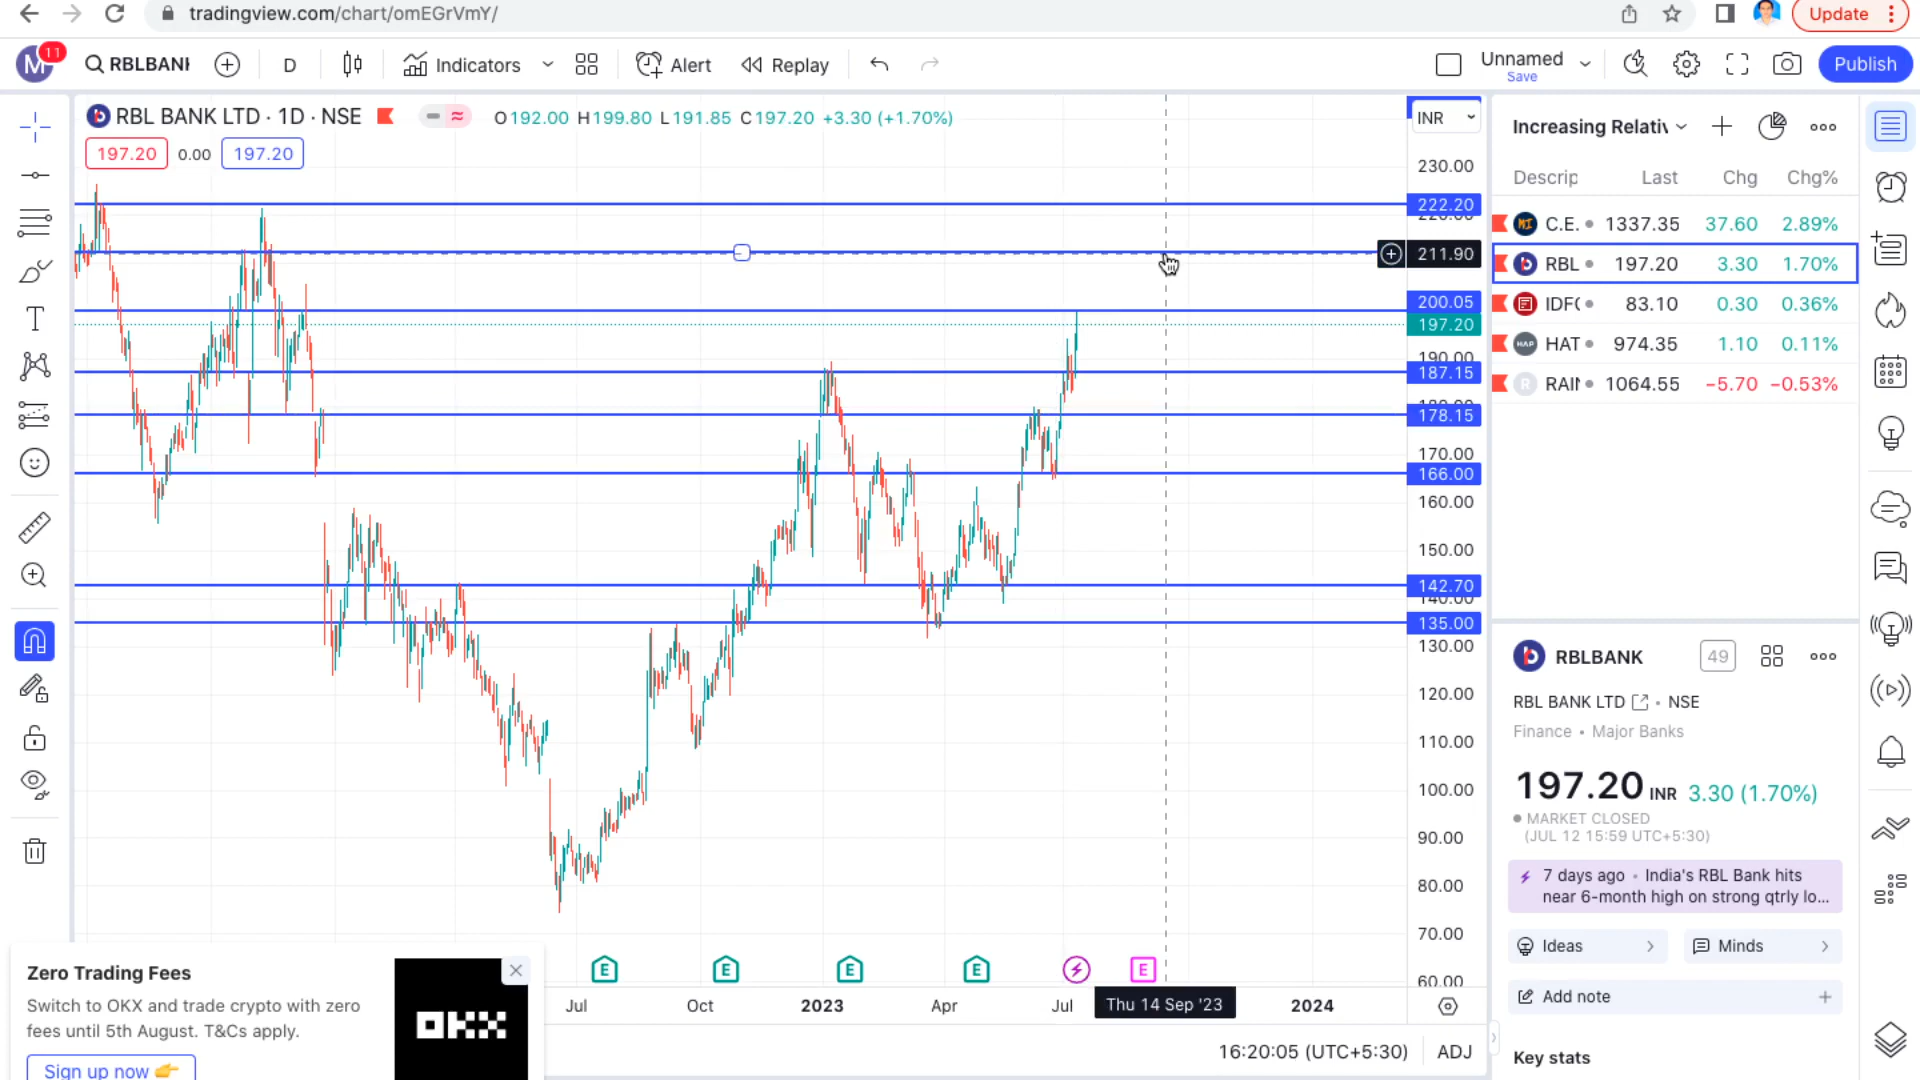 tradingview.com/chart/omEGrVmY/
Update
M
11
RBLBANK
D
Indicators
Alert
Replay
Unnamed
Save
Publish
RBL BANK LTD · 1D · NSE
O192.00 H199.80 L191.85 C197.20 +3.30 (+1.70%)
197.20 0.00 197.20
INR
230.00
222.20
211.90
200.05
197.20
190.00
187.15
178.15
170.00
166.00
160.00
150.00
142.70
140.00
135.00
130.00
120.00
110.00
100.00
90.00
80.00
70.00
60.00
E E E E E
Jul Oct 2023 Apr Jul Thu 14 Sep '23 2024
16:20:05 (UTC+5:30) ADJ
Zero Trading Fees
Switch to OKX and trade crypto with zero
fees until 5th August. T&Cs apply.
Sign up now 👉
OKX
Increasing Relativ
Descrip Last Chg Chg%
C.E. 1337.35 37.60 2.89%
RBL 197.20 3.30 1.70%
IDFC 83.10 0.30 0.36%
HAP HAT 974.35 1.10 0.11%
R RAIN 1064.55 −5.70 −0.53%
RBLBANK
49
RBL BANK LTD • NSE
Finance • Major Banks
197.20 INR 3.30 (1.70%)
MARKET CLOSED
(JUL 12 15:59 UTC+5:30)
7 days ago • India's RBL Bank hits
near 6-month high on strong qtrly lo...
Ideas
Minds
Add note
Key stats